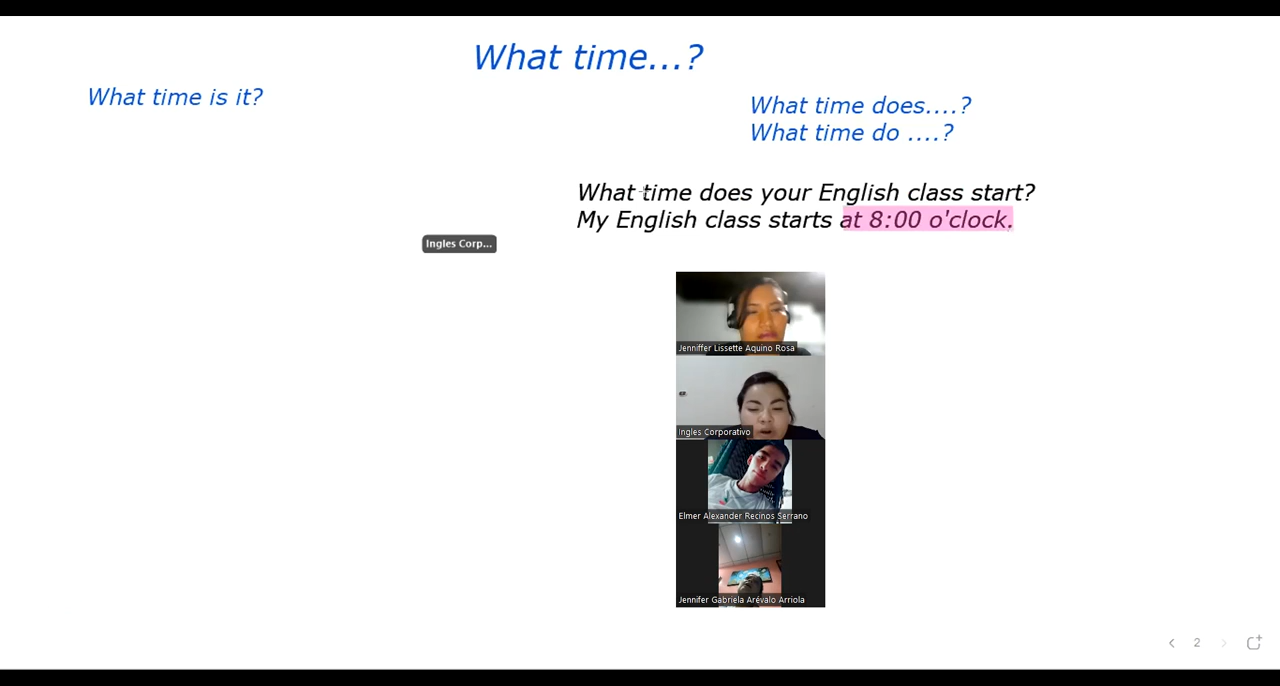 What time...?
What time is it?
What time does....?
What time do ....?
What time does your English class start?
My English class starts at 8:00 o'clock.
Ingles Corp...
Jenniffer Lissette Aquino Rosa
Ingles Corporativo
Elmer Alexander Recinos Serrano
Jennifer Gabriela Arévalo Arriola
2